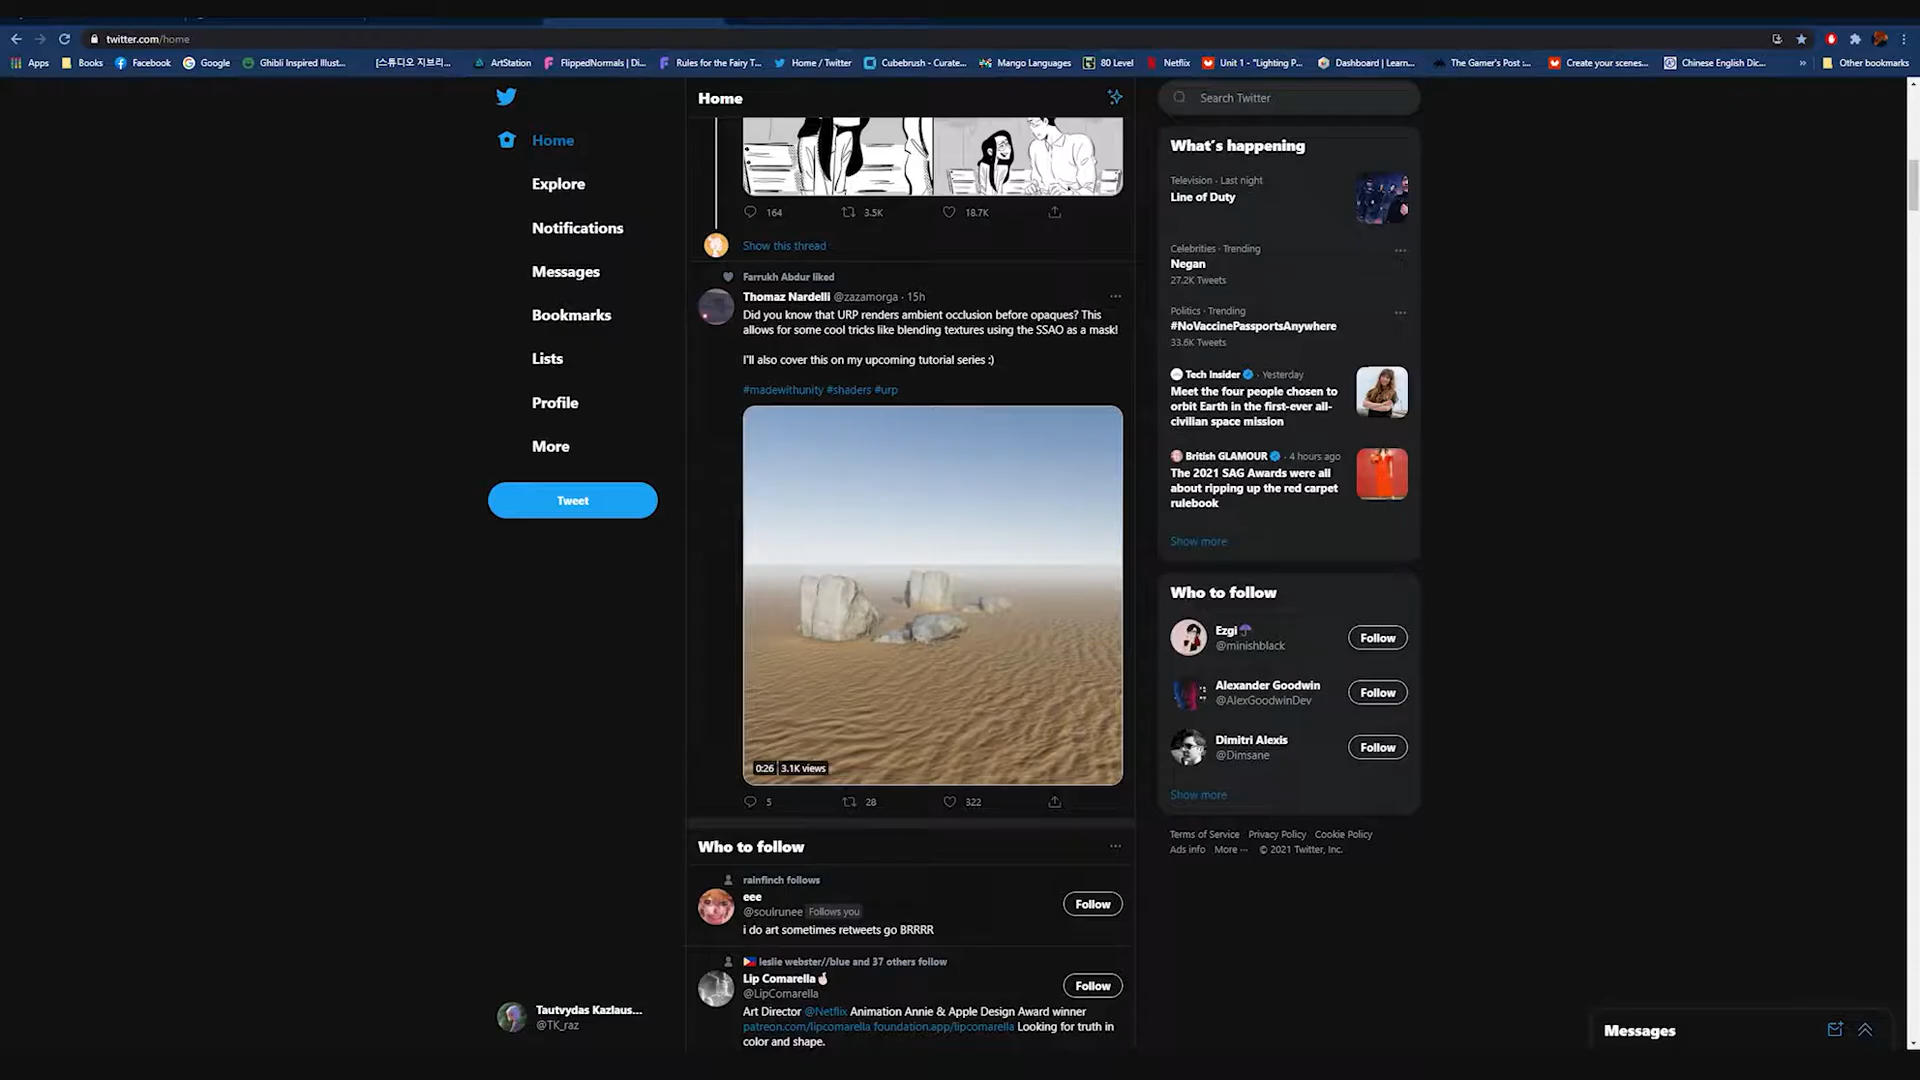 twitter.com/home
Apps
Books
Facebook
Google
Ghibli Inspired Illust...
[스튜디오 지브리...
ArtStation
FlippedNormals | Di...
Rules for the Fairy T...
Home / Twitter
Cubebrush - Curate...
Mango Languages
80 Level
Netflix
Unit 1 - "Lighting P...
Dashboard | Learn...
The Gamer's Post :...
Create your scenes...
Chinese English Dic...
»
Other bookmarks
Home
Explore
Notifications
Messages
Bookmarks
Lists
Profile
More
Tweet
Tautvydas Kazlaus...
@TK_raz
Home
164 3.5K 18.7K
Show this thread
Farrukh Abdur liked
Thomaz Nardelli @zazamorga · 15h
Did you know that URP renders ambient occlusion before opaques? This
allows for some cool tricks like blending textures using the SSAO as a mask!
I'll also cover this on my upcoming tutorial series :)
#madewithunity #shaders #urp
0:26 3.1K views
5 28 322
Who to follow
rainfinch follows
eee
@soulrunee Follows you
Follow
i do art sometimes retweets go BRRRR
leslie webster//blue and 37 others follow
Lip Comarella
@LipComarella
Follow
Art Director @Netflix Animation Annie & Apple Design Award winner
patreon.com/lipcomarella foundation.app/lipcomarella Looking for truth in
color and shape.
Search Twitter
What's happening
Television · Last night
Line of Duty
Celebrities · Trending
Negan
27.2K Tweets
Politics · Trending
#NoVaccinePassportsAnywhere
33.6K Tweets
Tech Insider · Yesterday
Meet the four people chosen to
orbit Earth in the first-ever all-
civilian space mission
British GLAMOUR · 4 hours ago
The 2021 SAG Awards were all
about ripping up the red carpet
rulebook
Show more
Who to follow
Ezgi
@minishblack
Follow
Alexander Goodwin
@AlexGoodwinDev
Follow
Dimitri Alexis
@Dimsane
Follow
Show more
Terms of Service Privacy Policy Cookie Policy
Ads info More ··· © 2021 Twitter, Inc.
Messages